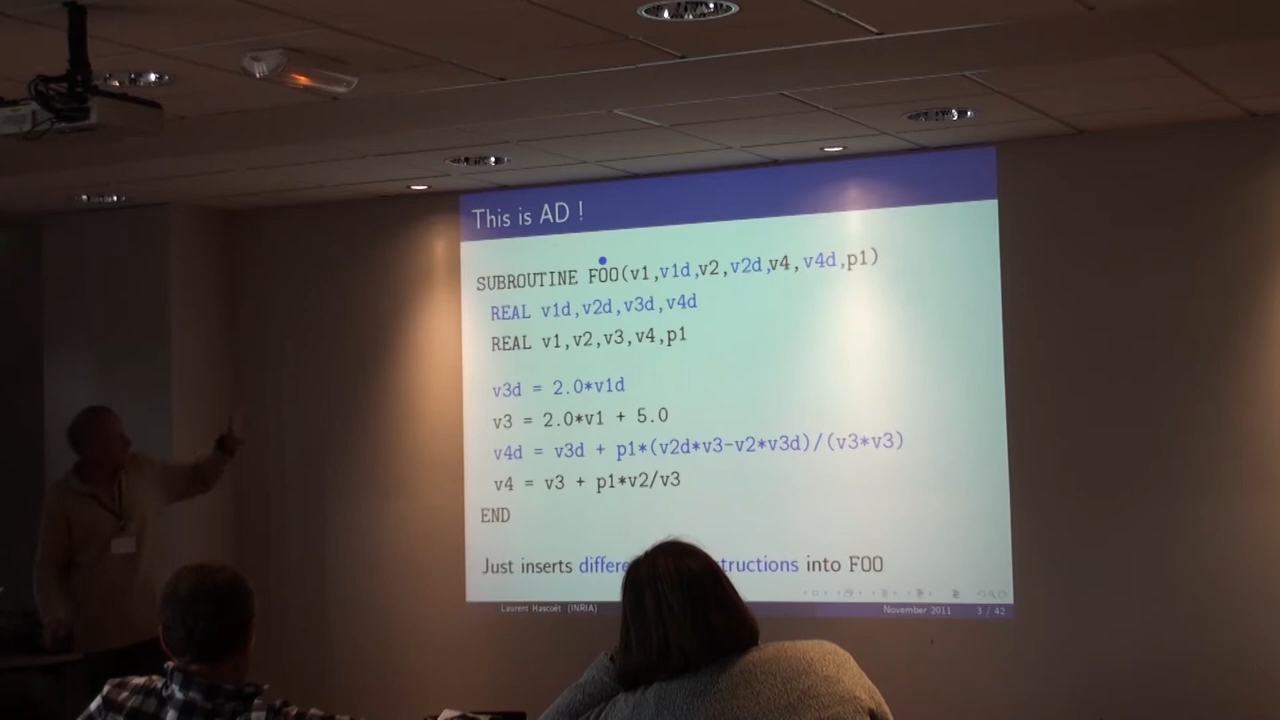 This is AD !
SUBROUTINE FOO(v1,v1d,v2,v2d,v4,v4d,p1)
REAL v1d,v2d,v3d,v4d
REAL v1,v2,v3,v4,p1
v3d = 2.0*v1d
v3 = 2.0*v1 + 5.0
v4d = v3d + p1*(v2d*v3-v2*v3d)/(v3*v3)
v4 = v3 + p1*v2/v3
END
Just inserts into FOO
Laurent Hascoët (INRIA) November 2011 3 / 42